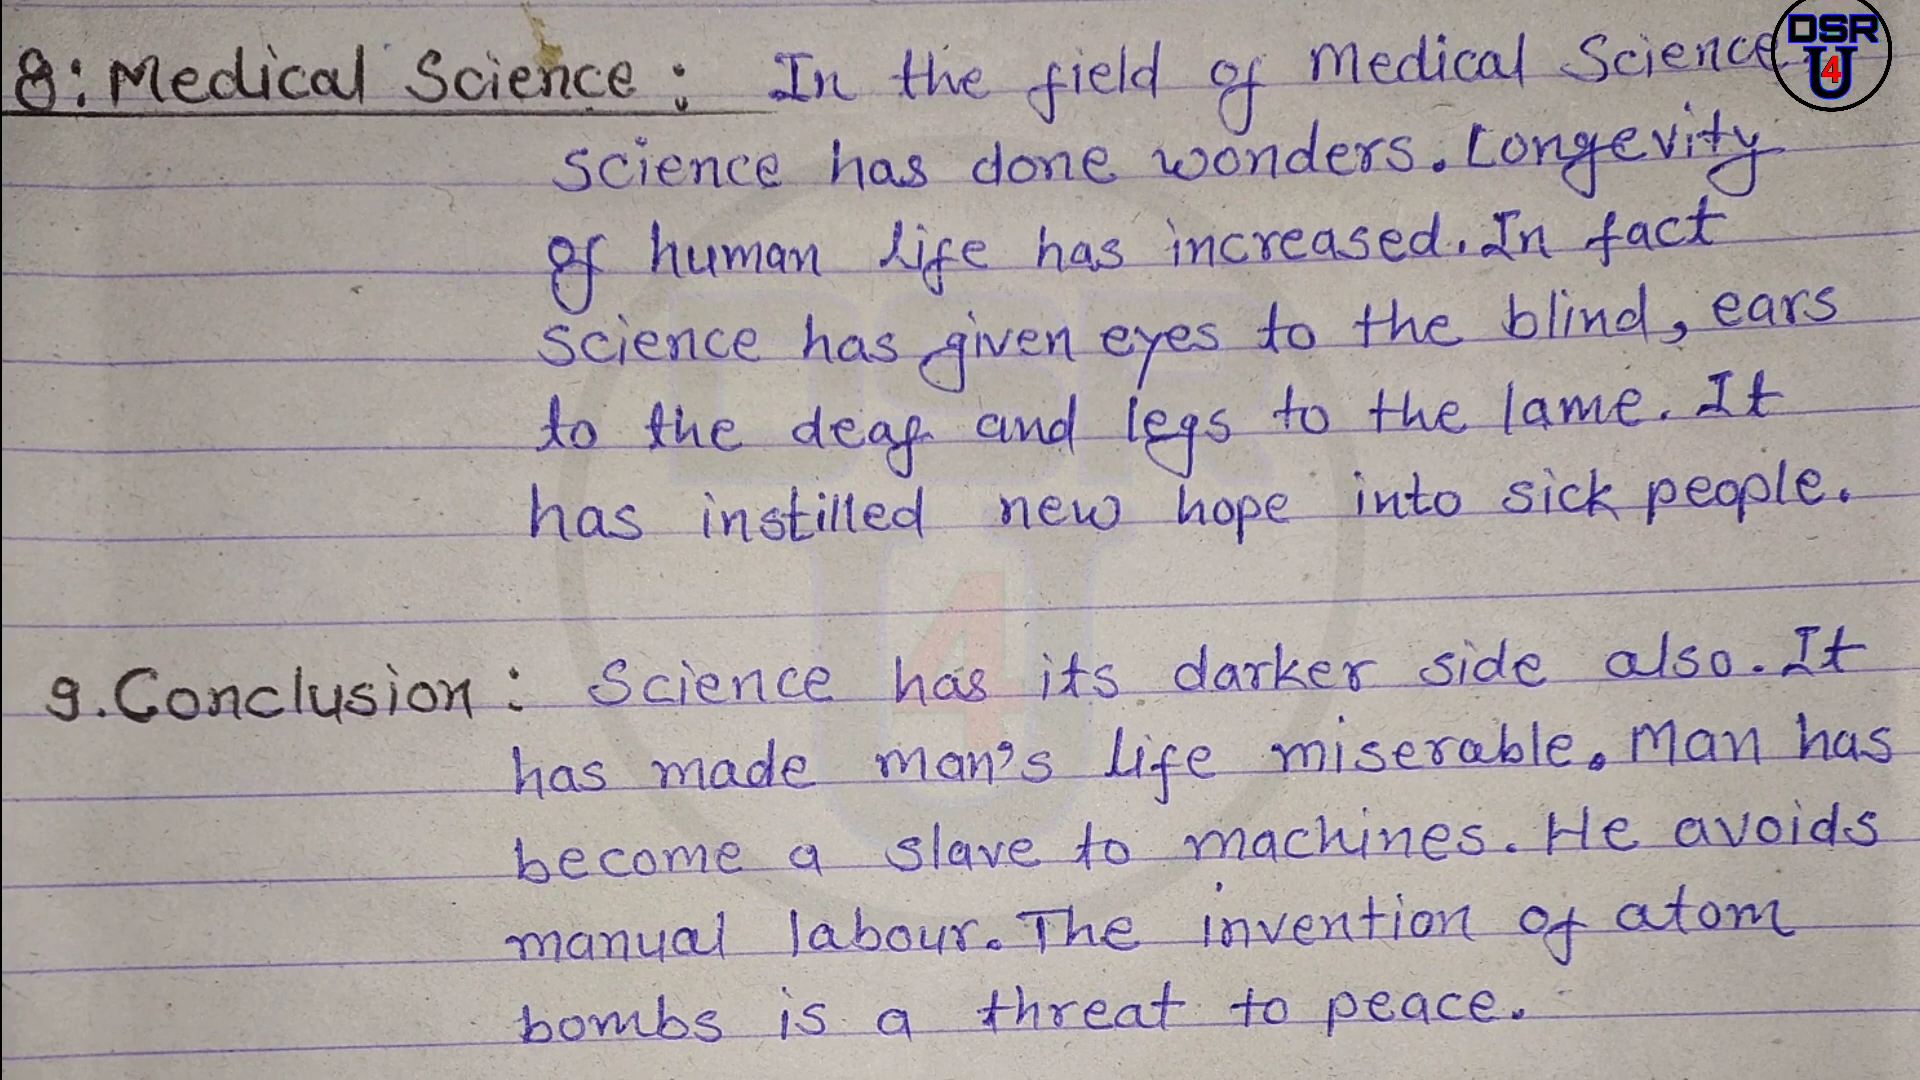 8: Medical Science: In the field of Medical Science,
science has done wonders. Longevity
of human life has increased. In fact
science has given eyes to the blind, ears
to the deaf and legs to the lame. It
has instilled new hope into sick people.
9. Conclusion: Science has its darker side also. It
has made man's life miserable. Man has
become a slave to machines. He avoids
manual labour. The invention of atom
bombs is a threat to peace.
DSR
U
4
DSR
U
4